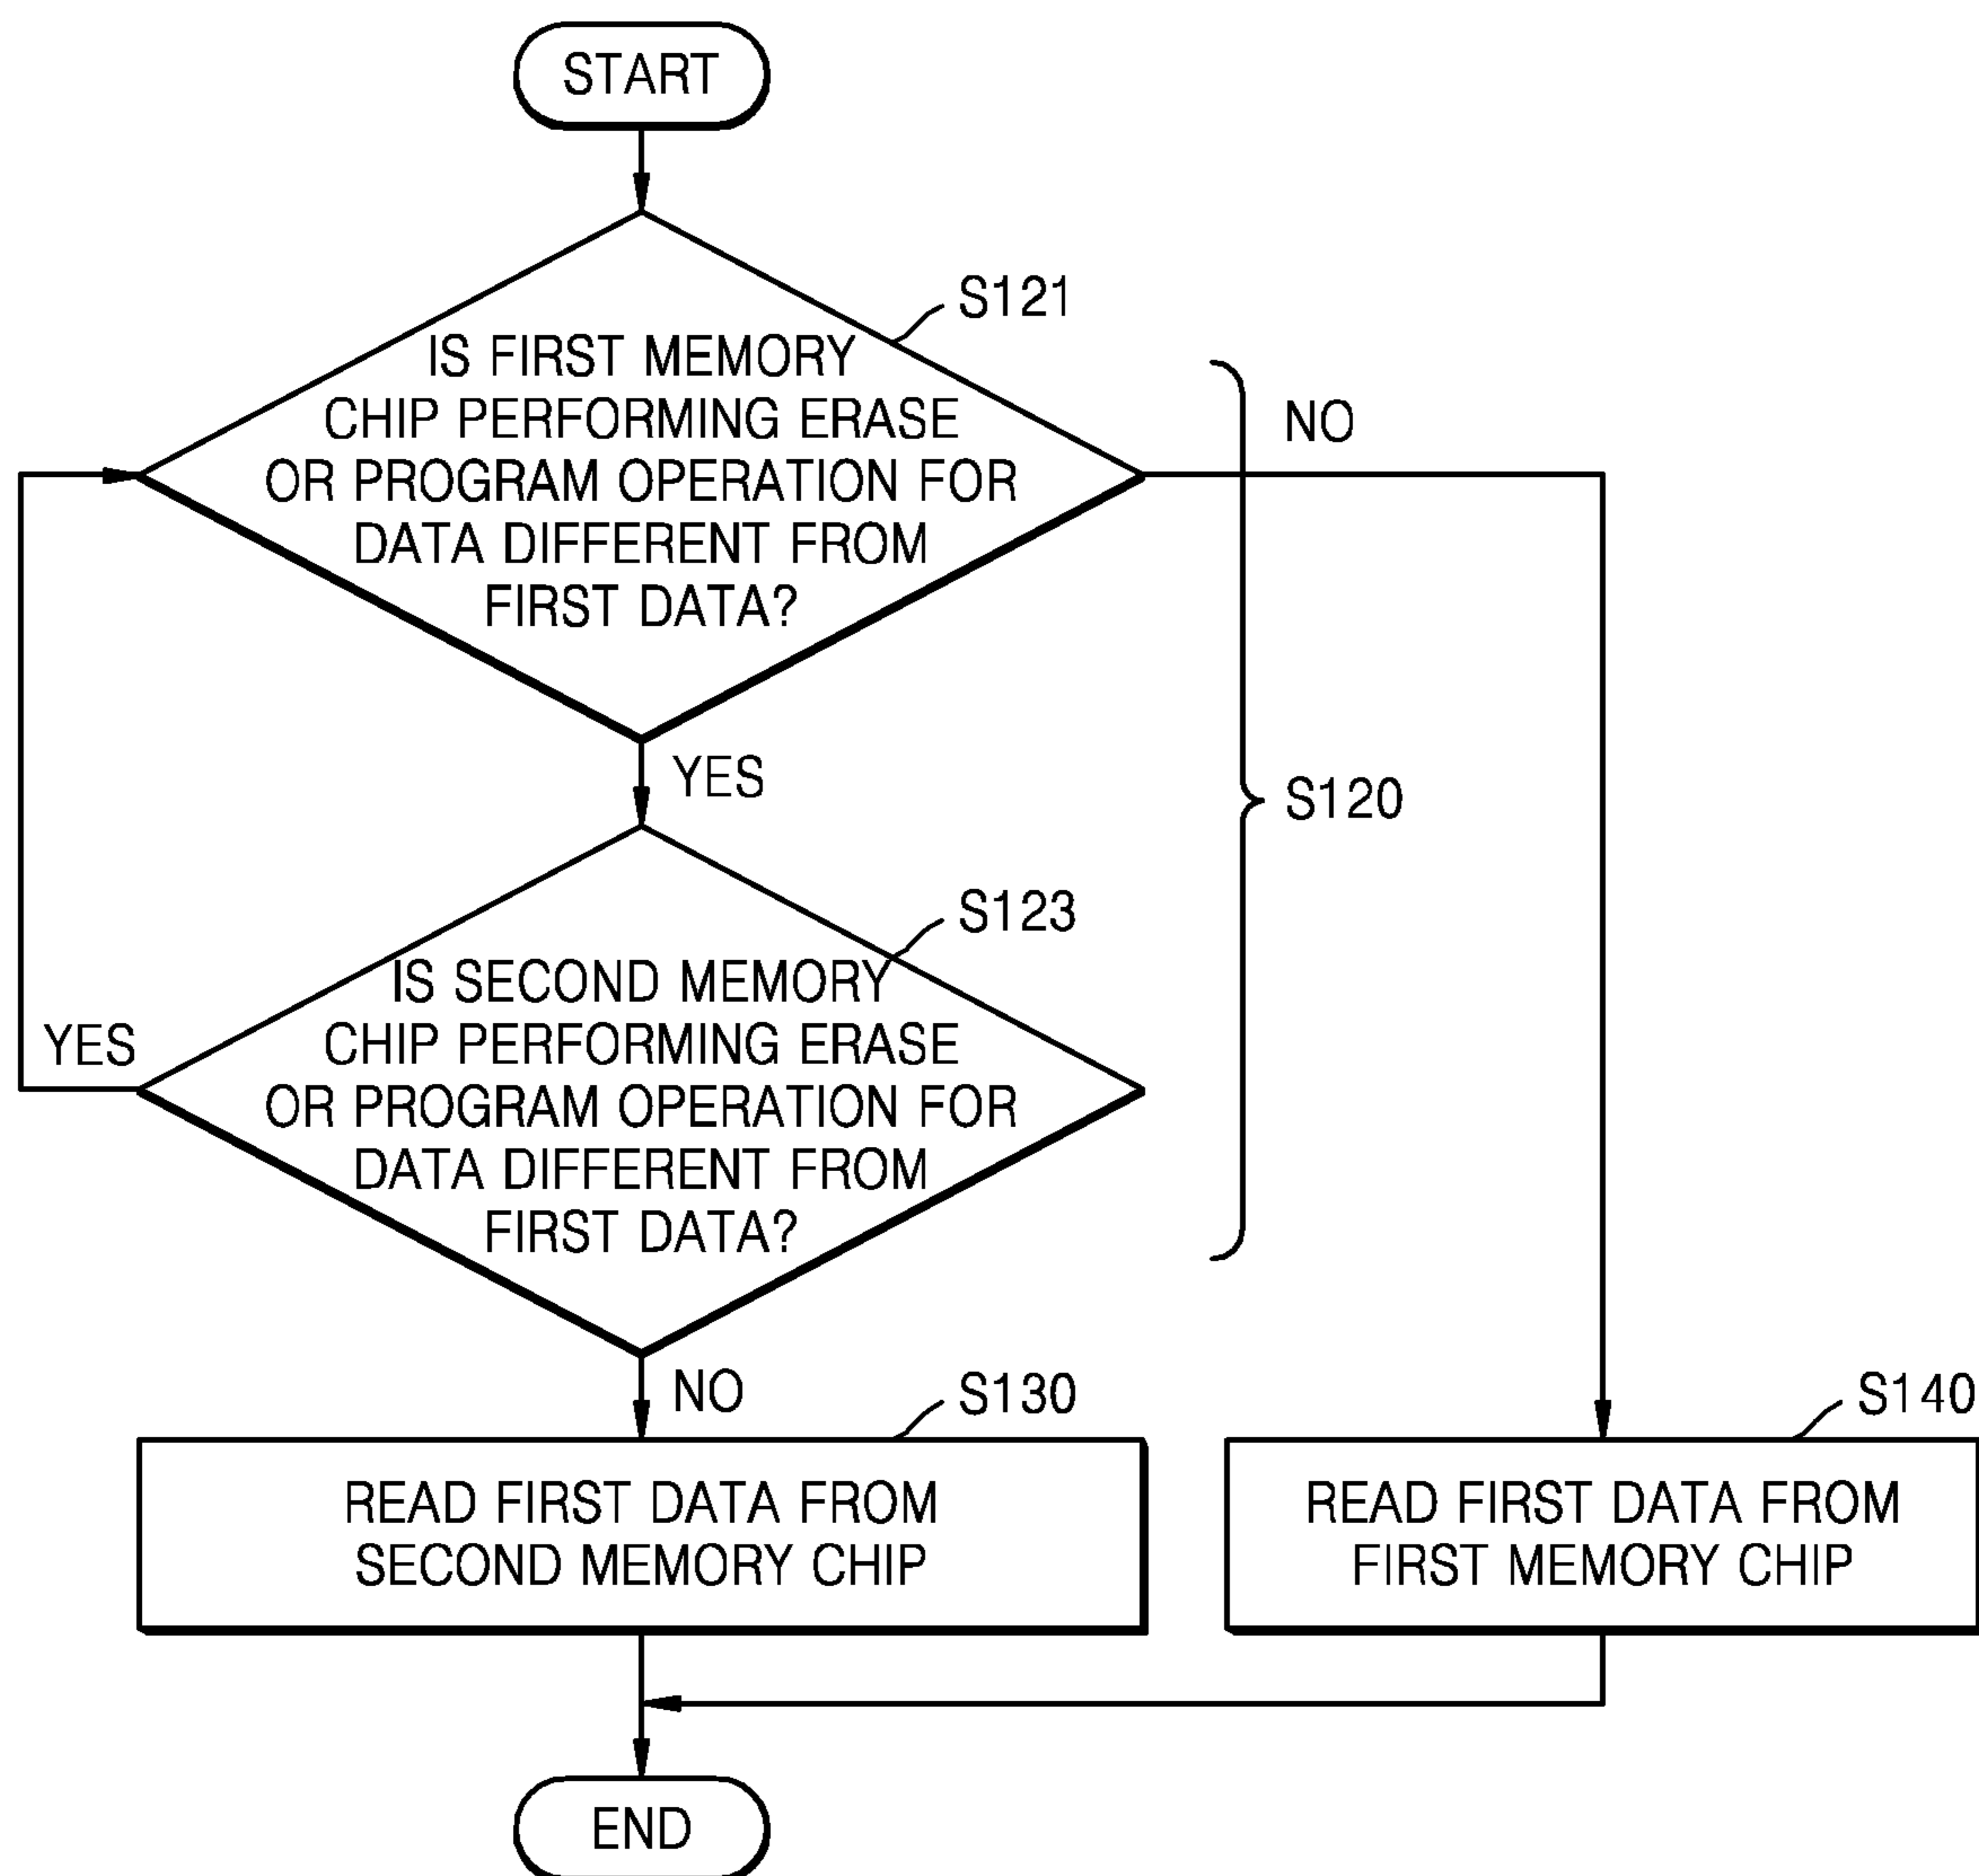 START
S121
IS FIRST MEMORY
CHIP PERFORMING ERASE
OR PROGRAM OPERATION FOR
DATA DIFFERENT FROM
FIRST DATA?
NO
YES
S120
S123
IS SECOND MEMORY
CHIP PERFORMING ERASE
OR PROGRAM OPERATION FOR
DATA DIFFERENT FROM
FIRST DATA?
YES
NO
S130
S140
READ FIRST DATA FROM
SECOND MEMORY CHIP
READ FIRST DATA FROM
FIRST MEMORY CHIP
END